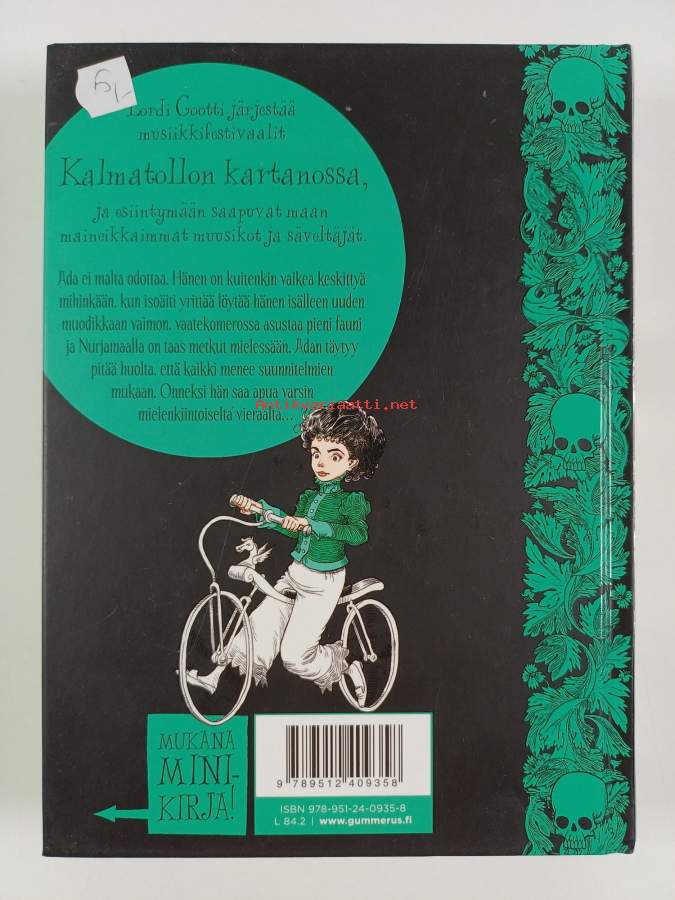 5,-
Lordi Gootti järjestää
musiikkifestivaalit
Kalmatollon kartanossa,
ja esiintymään saapuvat maan
maineikkaimmat muusikot ja säveltäjät.
Ada ei malta odottaa. Hänen on kuitenkin vaikea keskittyä
mihinkään, kun isoäiti yrittää löytää hänen isälleen uuden
muodikkaan vaimon, vaatekomerossa asustaa pieni fauni
ja Nurjamaalla on taas metkut mielessään. Adan täytyy
pitää huolta, että kaikki menee suunnitelmien
mukaan. Onneksi hän saa apua varsin
mielenkiintoiselta vieraalta...
Antikvariaatti.net
MUKANA
MINI-
KIRJA!
9 789512 409358
ISBN 978-951-24-0935-8
L 84.2 | www.gummerus.fi